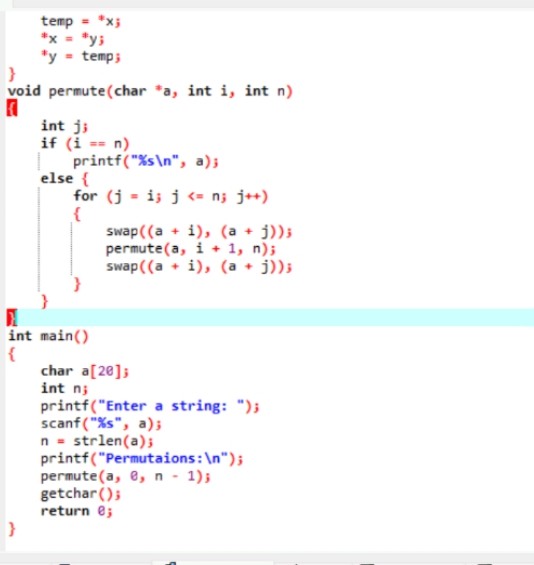 temp = *x;
*x = *y;
*y = temp;
}
void permute(char *a, int i, int n)
{
int j;
if (i == n)
printf("%s\n", a);
else {
for (j = i; j <= n; j++)
{
swap((a + i), (a + j));
permute(a, i + 1, n);
swap((a + i), (a + j));
}
}
}
int main()
{
char a[20];
int n;
printf("Enter a string: ");
scanf("%s", a);
n = strlen(a);
printf("Permutaions:\n");
permute(a, 0, n - 1);
getchar();
return 0;
}